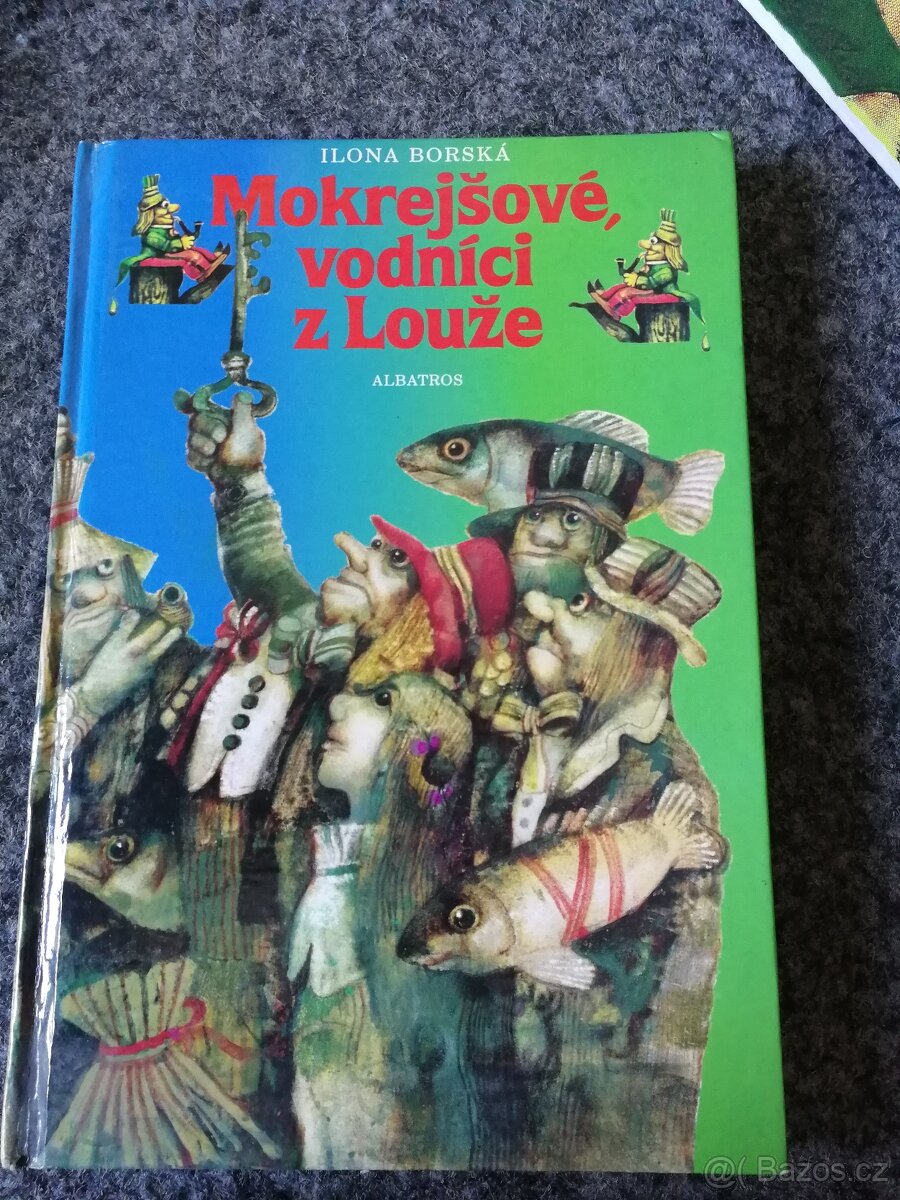 ILONA BORSKÁ
Mokrejšové,
vodníci
z Louže
ALBATROS
@( Bazos.cz